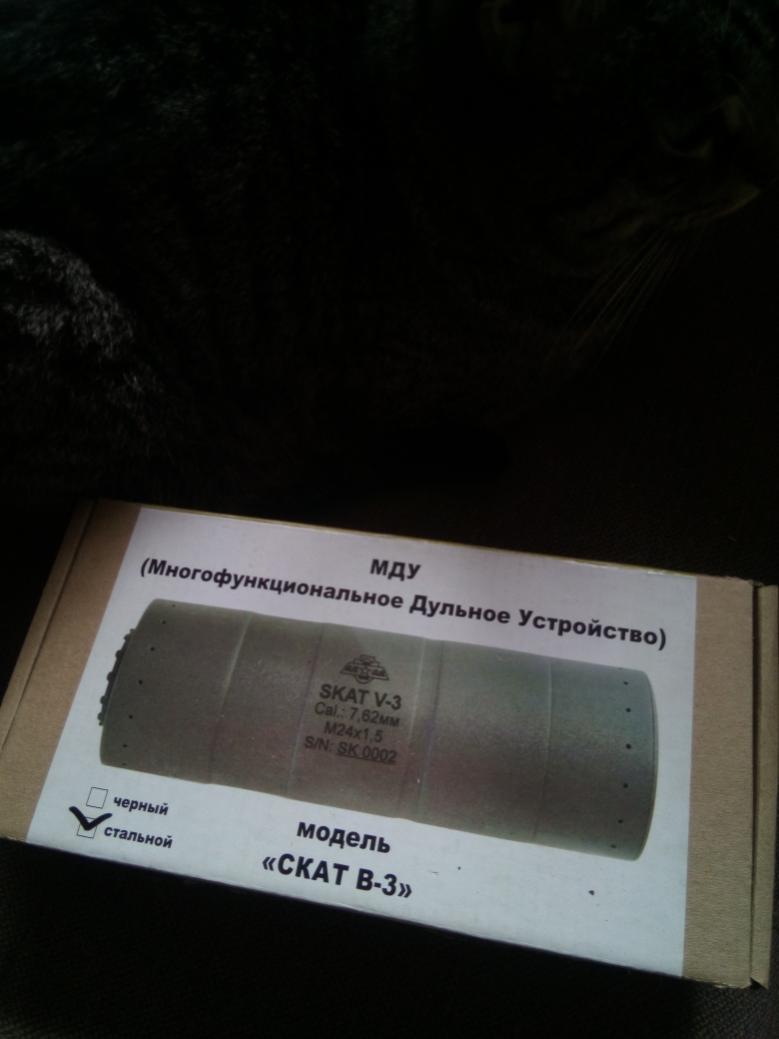 МДУ
(Многофункциональное Дульное Устройство)
SKAT V-3
Cal.: 7,62мм
M24x1,5
S/N: SK 0002
черный
стальной
модель
«СКАТ В-3»